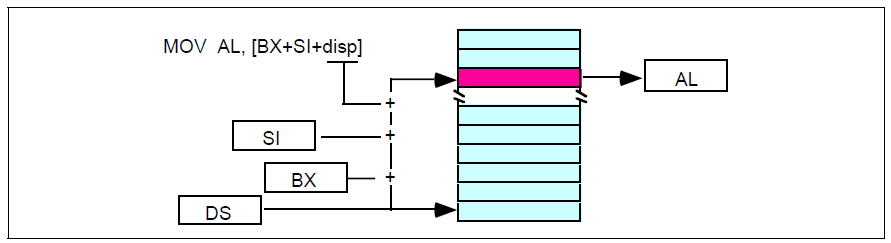 MOV AL, [BX+SI+disp]
AL
+
SI
+
BX
+
DS